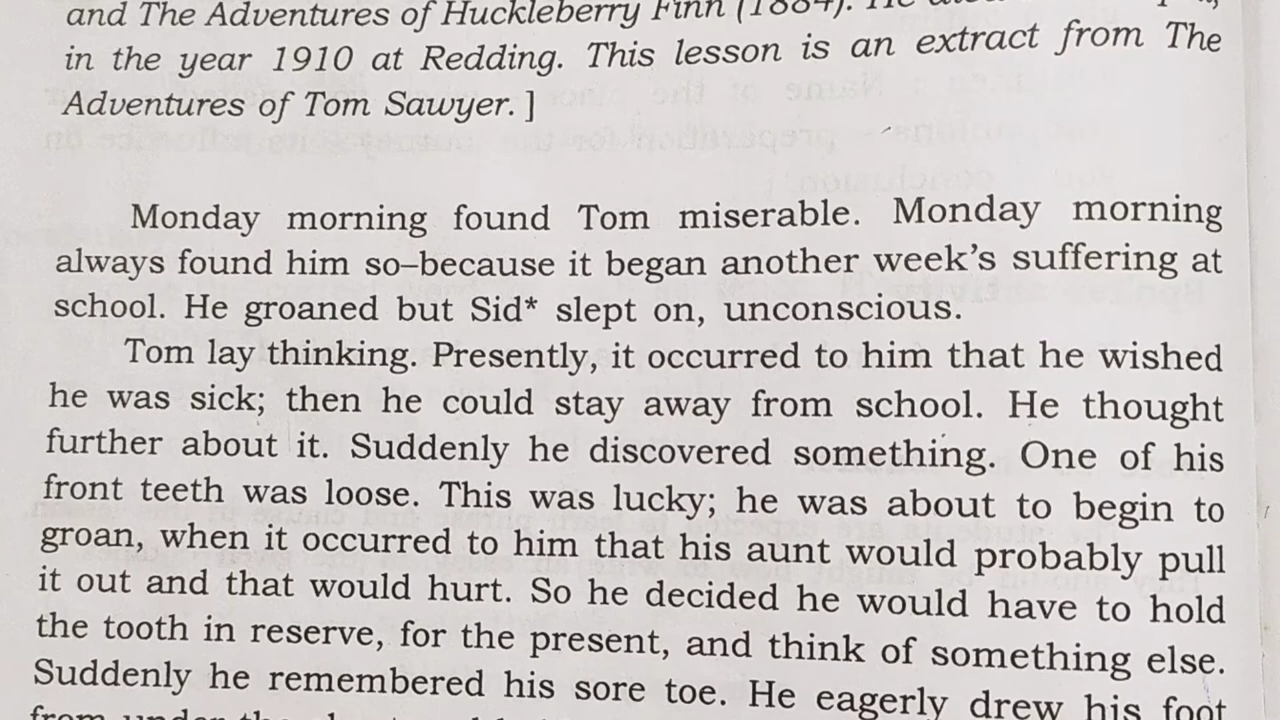 and The Adventures of Huckleberry Finn (1884). He
in the year 1910 at Redding. This lesson is an extract from The
Adventures of Tom Sawyer. ]
Monday morning found Tom miserable. Monday morning
always found him so–because it began another week's suffering at
school. He groaned but Sid* slept on, unconscious.
Tom lay thinking. Presently, it occurred to him that he wished
he was sick; then he could stay away from school. He thought
further about it. Suddenly he discovered something. One of his
front teeth was loose. This was lucky; he was about to begin to
groan, when it occurred to him that his aunt would probably pull
it out and that would hurt. So he decided he would have to hold
the tooth in reserve, for the present, and think of something else.
Suddenly he remembered his sore toe. He eagerly drew his foot
from under the